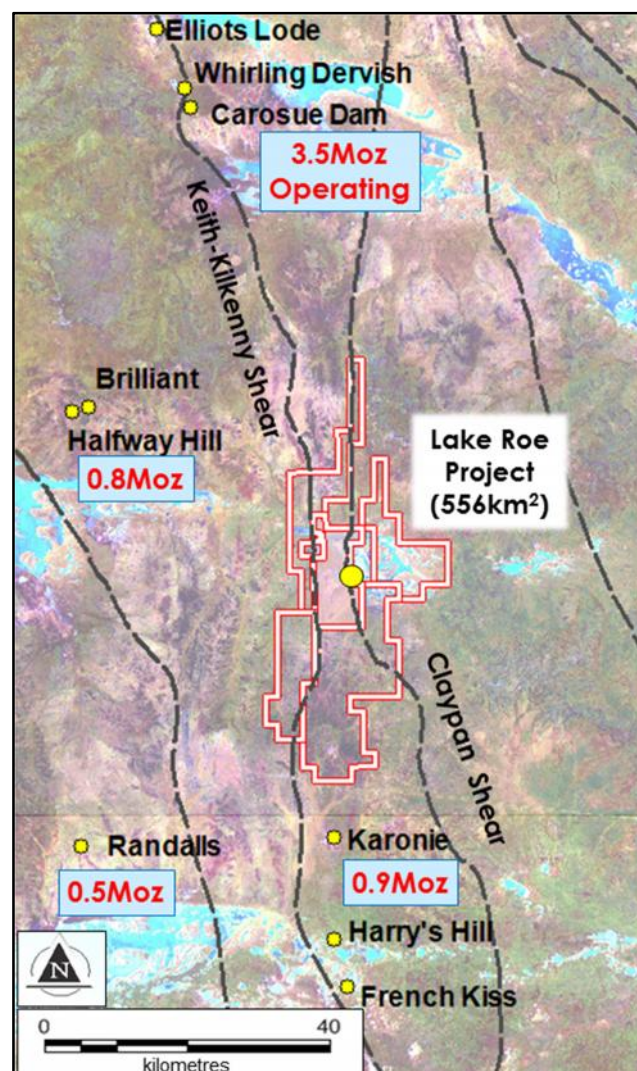 Elliots Lode
Whirling Dervish
Carosue Dam
3.5Moz
Operating
Keith-Kilkenny Shear
Brilliant
Halfway Hill
0.8Moz
Lake Roe
Project
(556km²)
Claypan Shear
Randalls
0.5Moz
Karonie
0.9Moz
Harry's Hill
French Kiss
N
0 40
kilometres